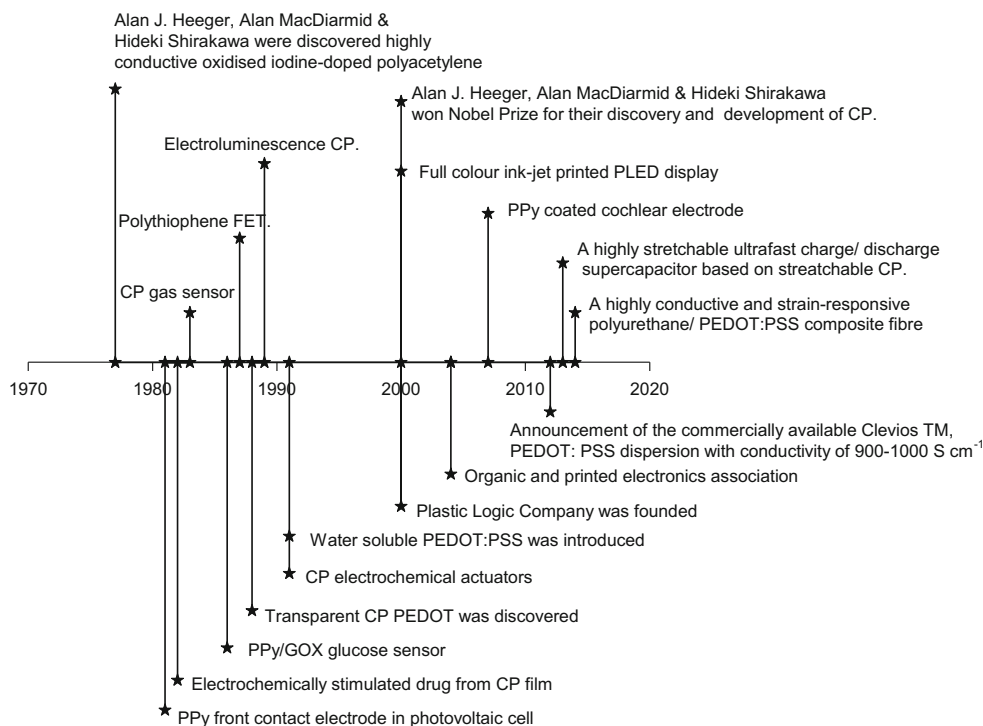 Alan J. Heeger, Alan MacDiarmid &
Hideki Shirakawa were discovered highly
conductive oxidised iodine-doped polyacetylene
Alan J. Heeger, Alan MacDiarmid & Hideki Shirakawa
won Nobel Prize for their discovery and development of CP.
Electroluminescence CP.
Full colour ink-jet printed PLED display
Polythiophene FET.
PPy coated cochlear electrode
CP gas sensor
A highly stretchable ultrafast charge/ discharge
supercapacitor based on streatchable CP.
A highly conductive and strain-responsive
polyurethane/ PEDOT:PSS composite fibre
1970 1980 1990 2000 2010 2020
Announcement of the commercially available Clevios TM,
PEDOT: PSS dispersion with conductivity of 900-1000 S cm⁻¹
Organic and printed electronics association
Plastic Logic Company was founded
Water soluble PEDOT:PSS was introduced
CP electrochemical actuators
Transparent CP PEDOT was discovered
PPy/GOX glucose sensor
Electrochemically stimulated drug from CP film
PPy front contact electrode in photovoltaic cell